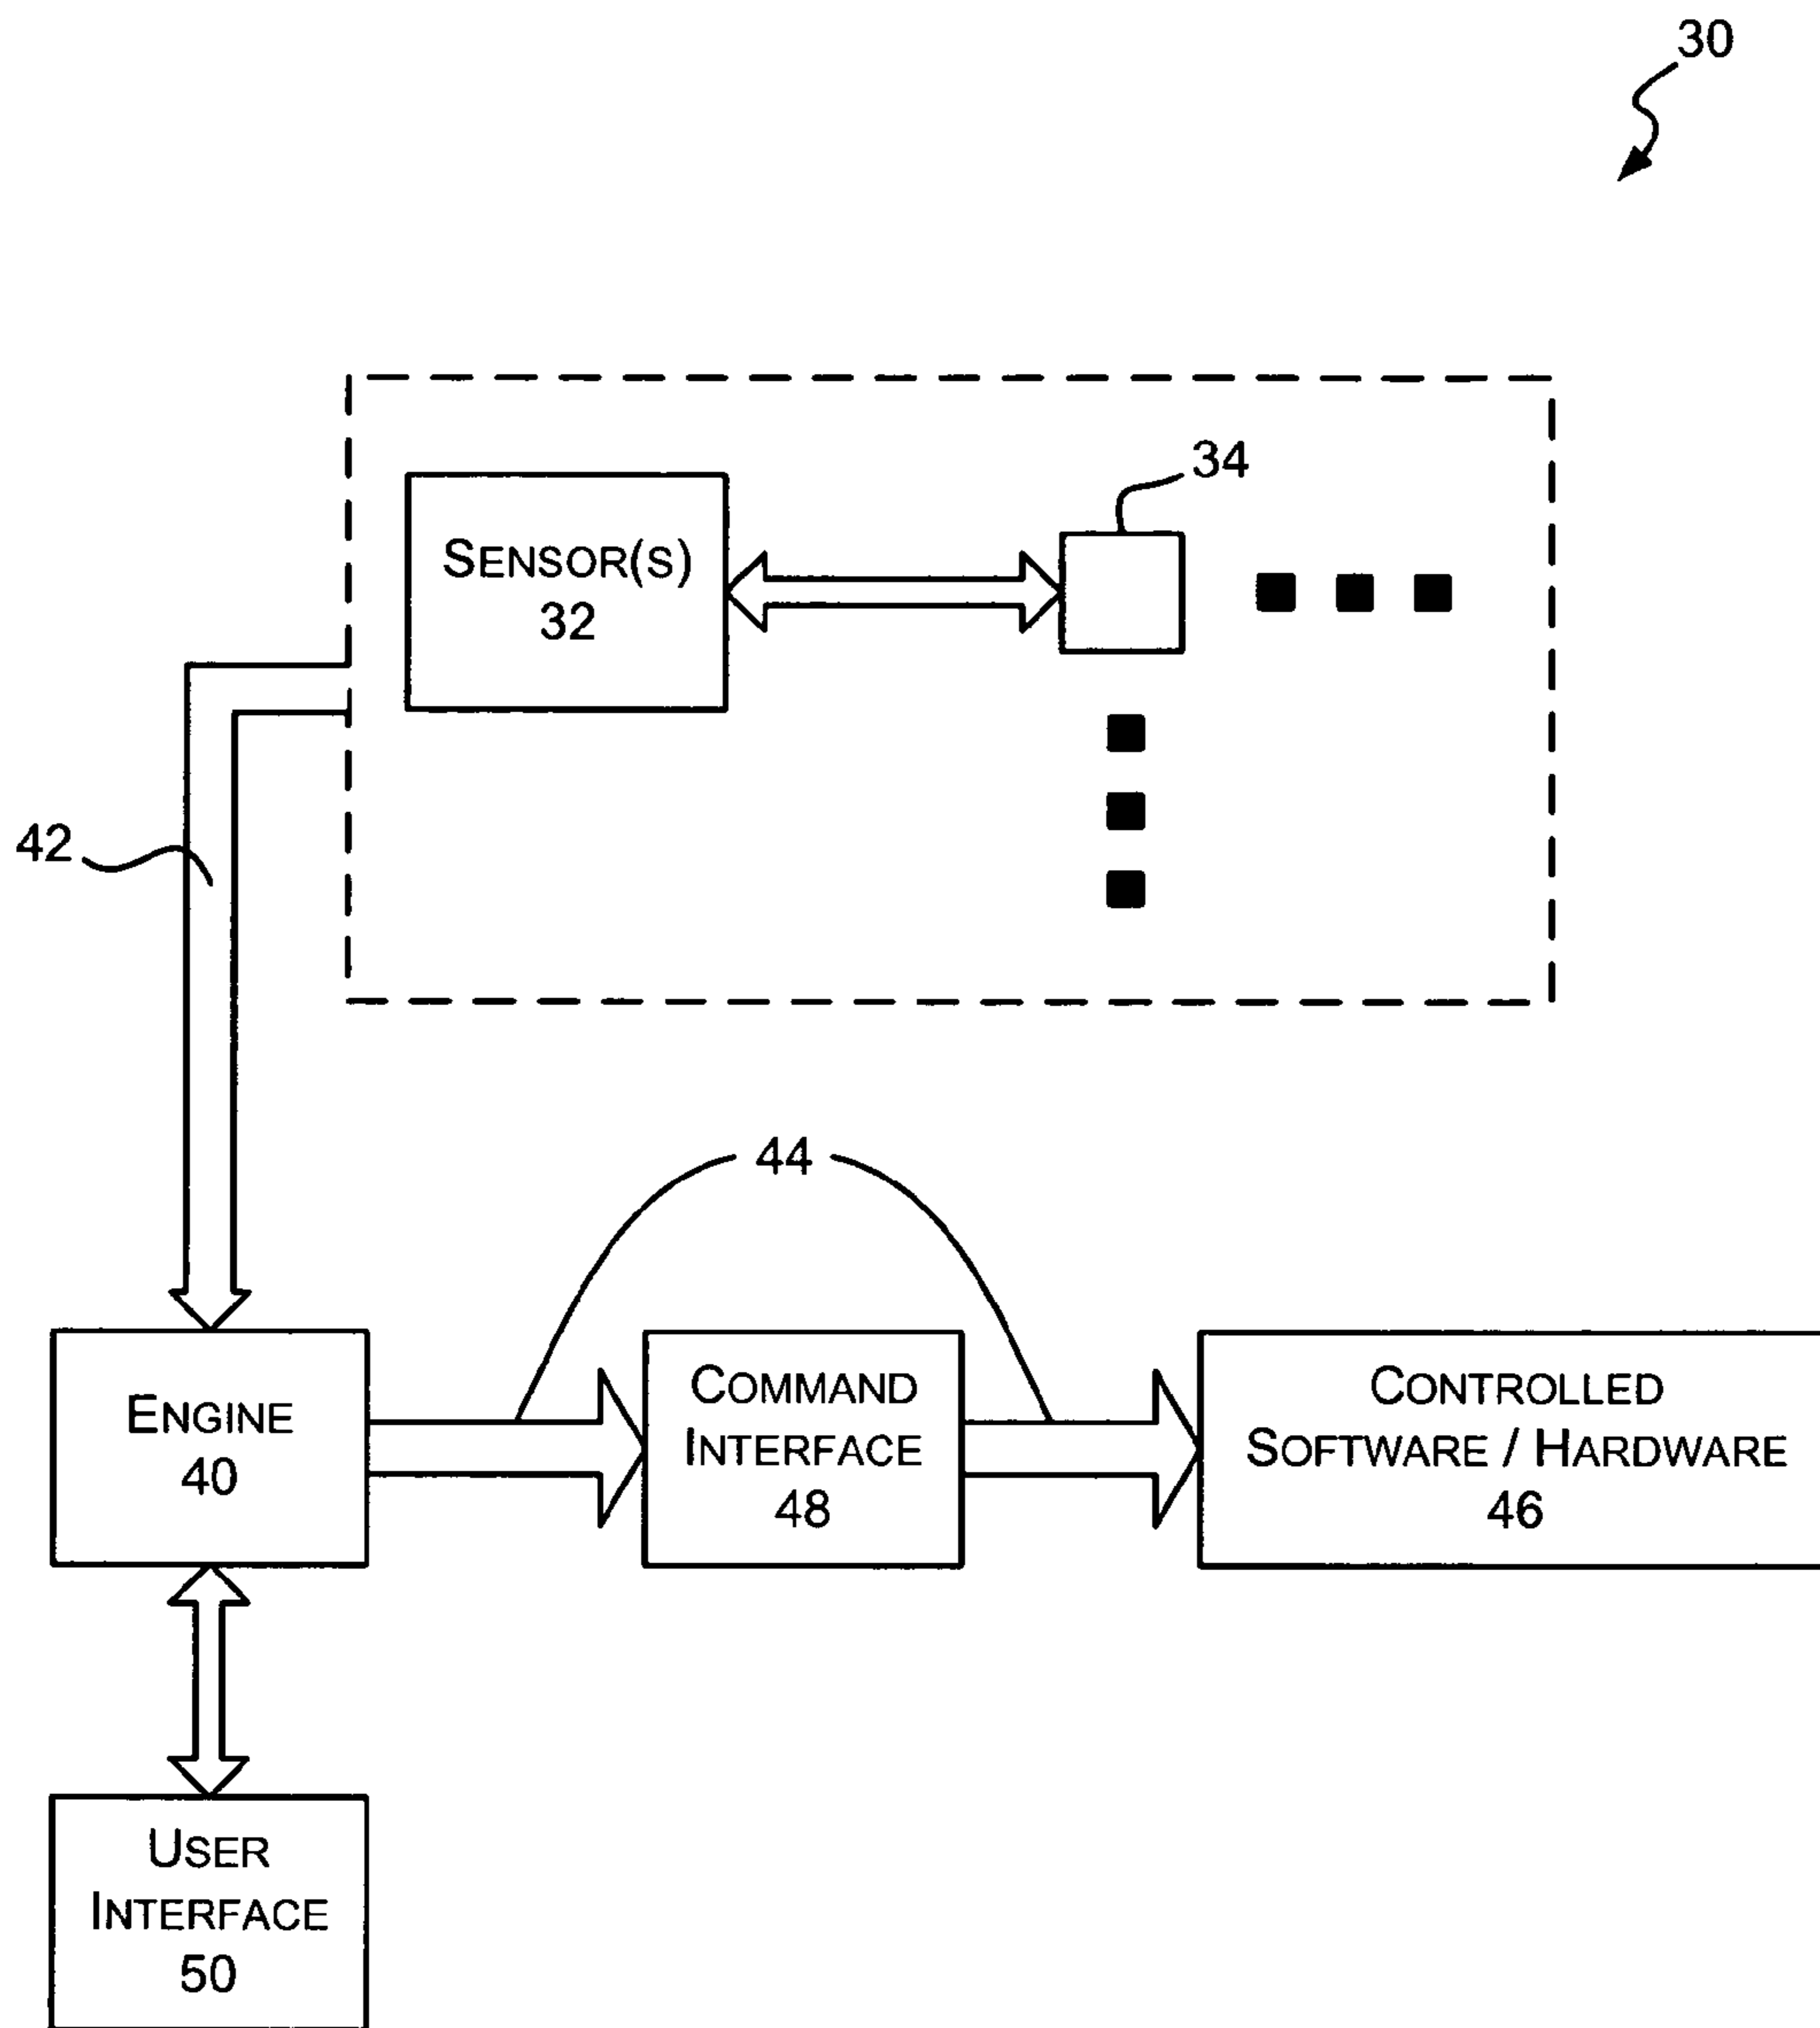 30
34
SENSOR(S)
32
42
44
ENGINE
40
COMMAND
INTERFACE
48
CONTROLLED
SOFTWARE / HARDWARE
46
USER
INTERFACE
50